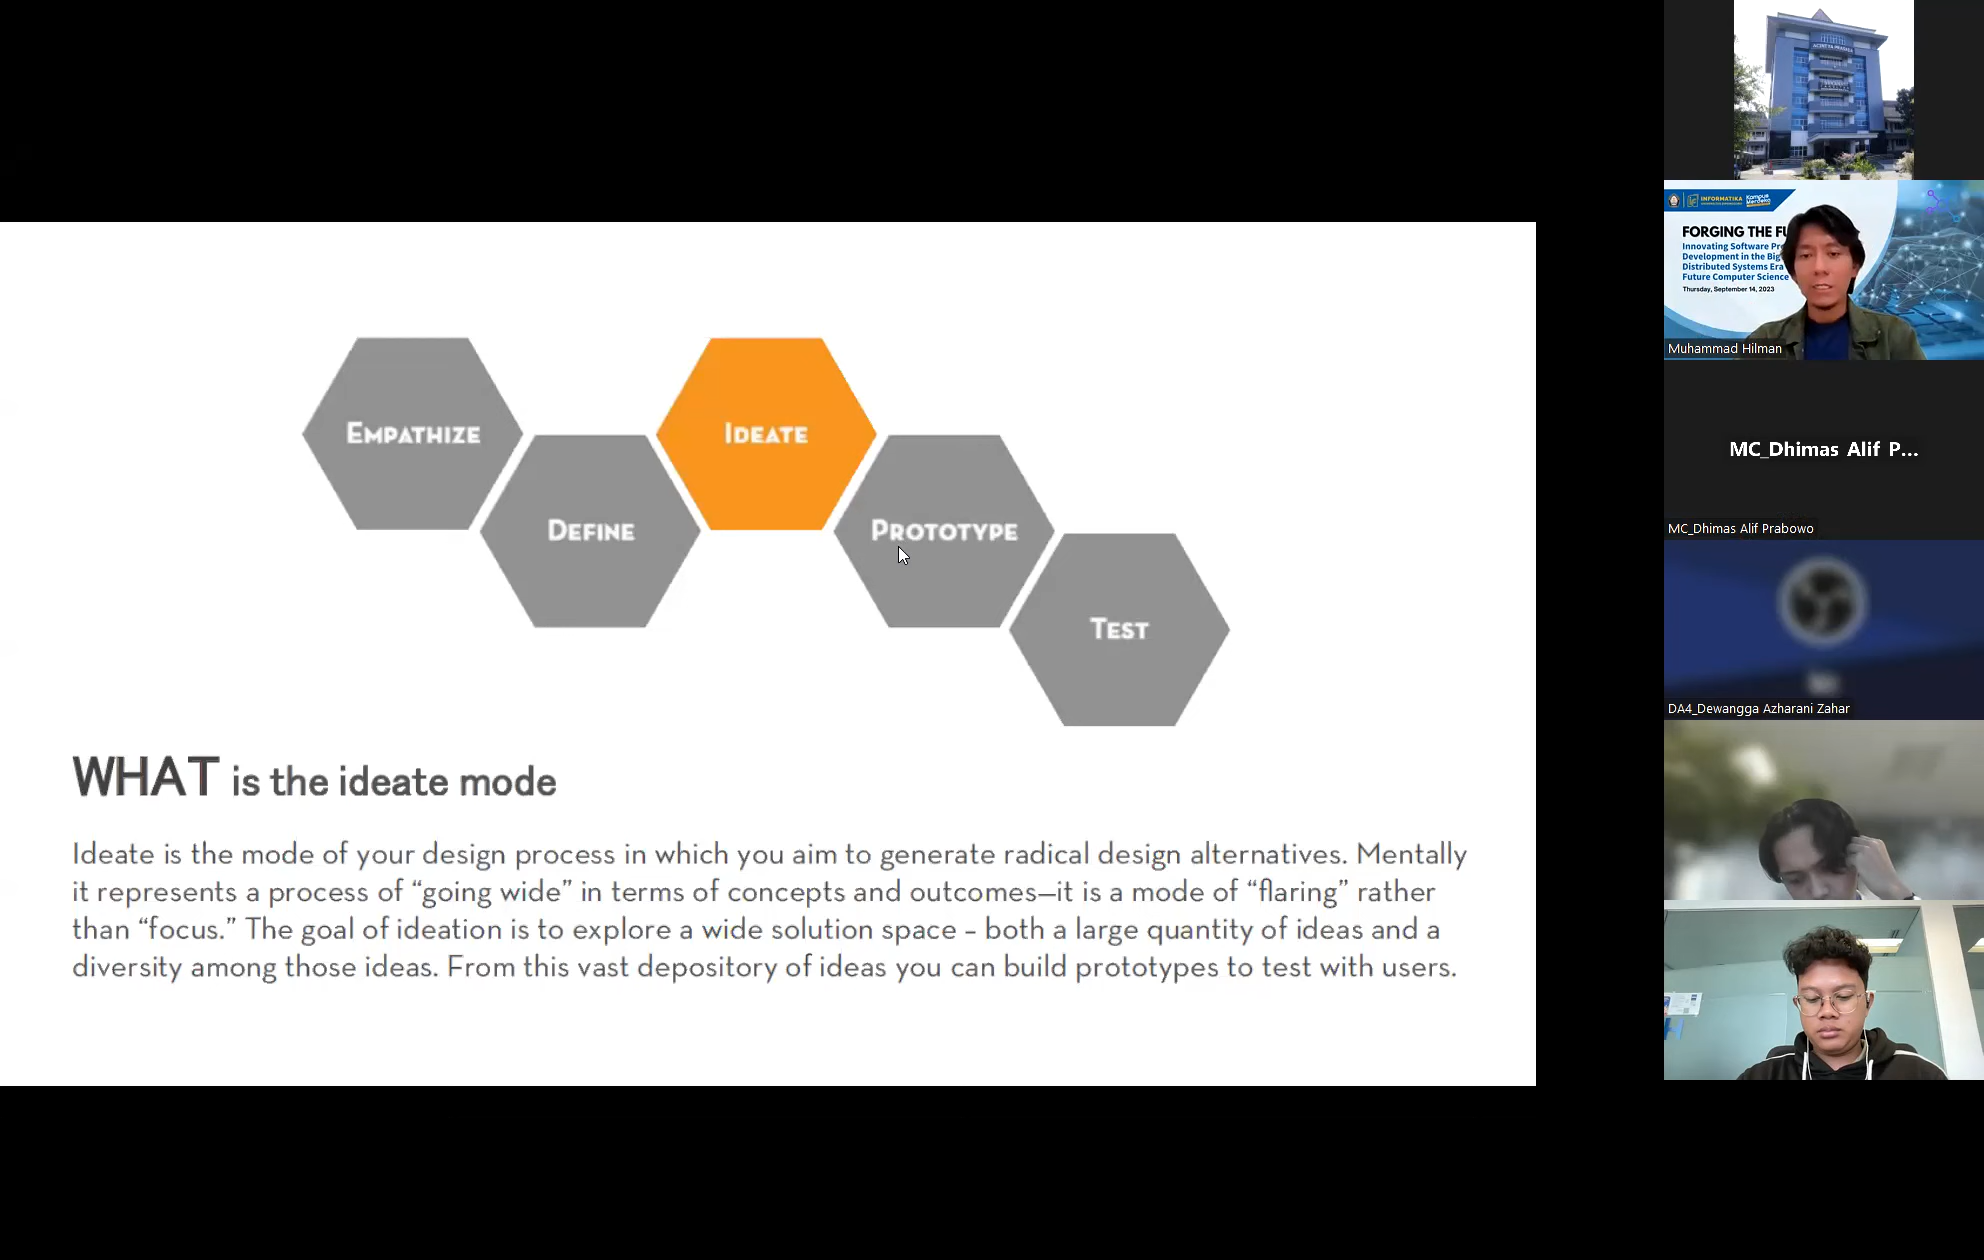 EMPATHIZE
DEFINE
IDEATE
PROTOTYPE
TEST
WHAT is the ideate mode
Ideate is the mode of your design process in which you aim to generate radical design alternatives. Mentally
it represents a process of “going wide” in terms of concepts and outcomes—it is a mode of “flaring” rather
than “focus.” The goal of ideation is to explore a wide solution space – both a large quantity of ideas and a
diversity among those ideas. From this vast depository of ideas you can build prototypes to test with users.
INFORMATIKA
Kampus
Merdeka
FORGING THE FU
Innovating Software Pr
Development in the Big
Distributed Systems Era
Future Computer Science
Thursday, September 14, 2023
Muhammad Hilman
MC_Dhimas Alif P...
MC_Dhimas Alif Prabowo
DA4_Dewangga Azharani Zahar